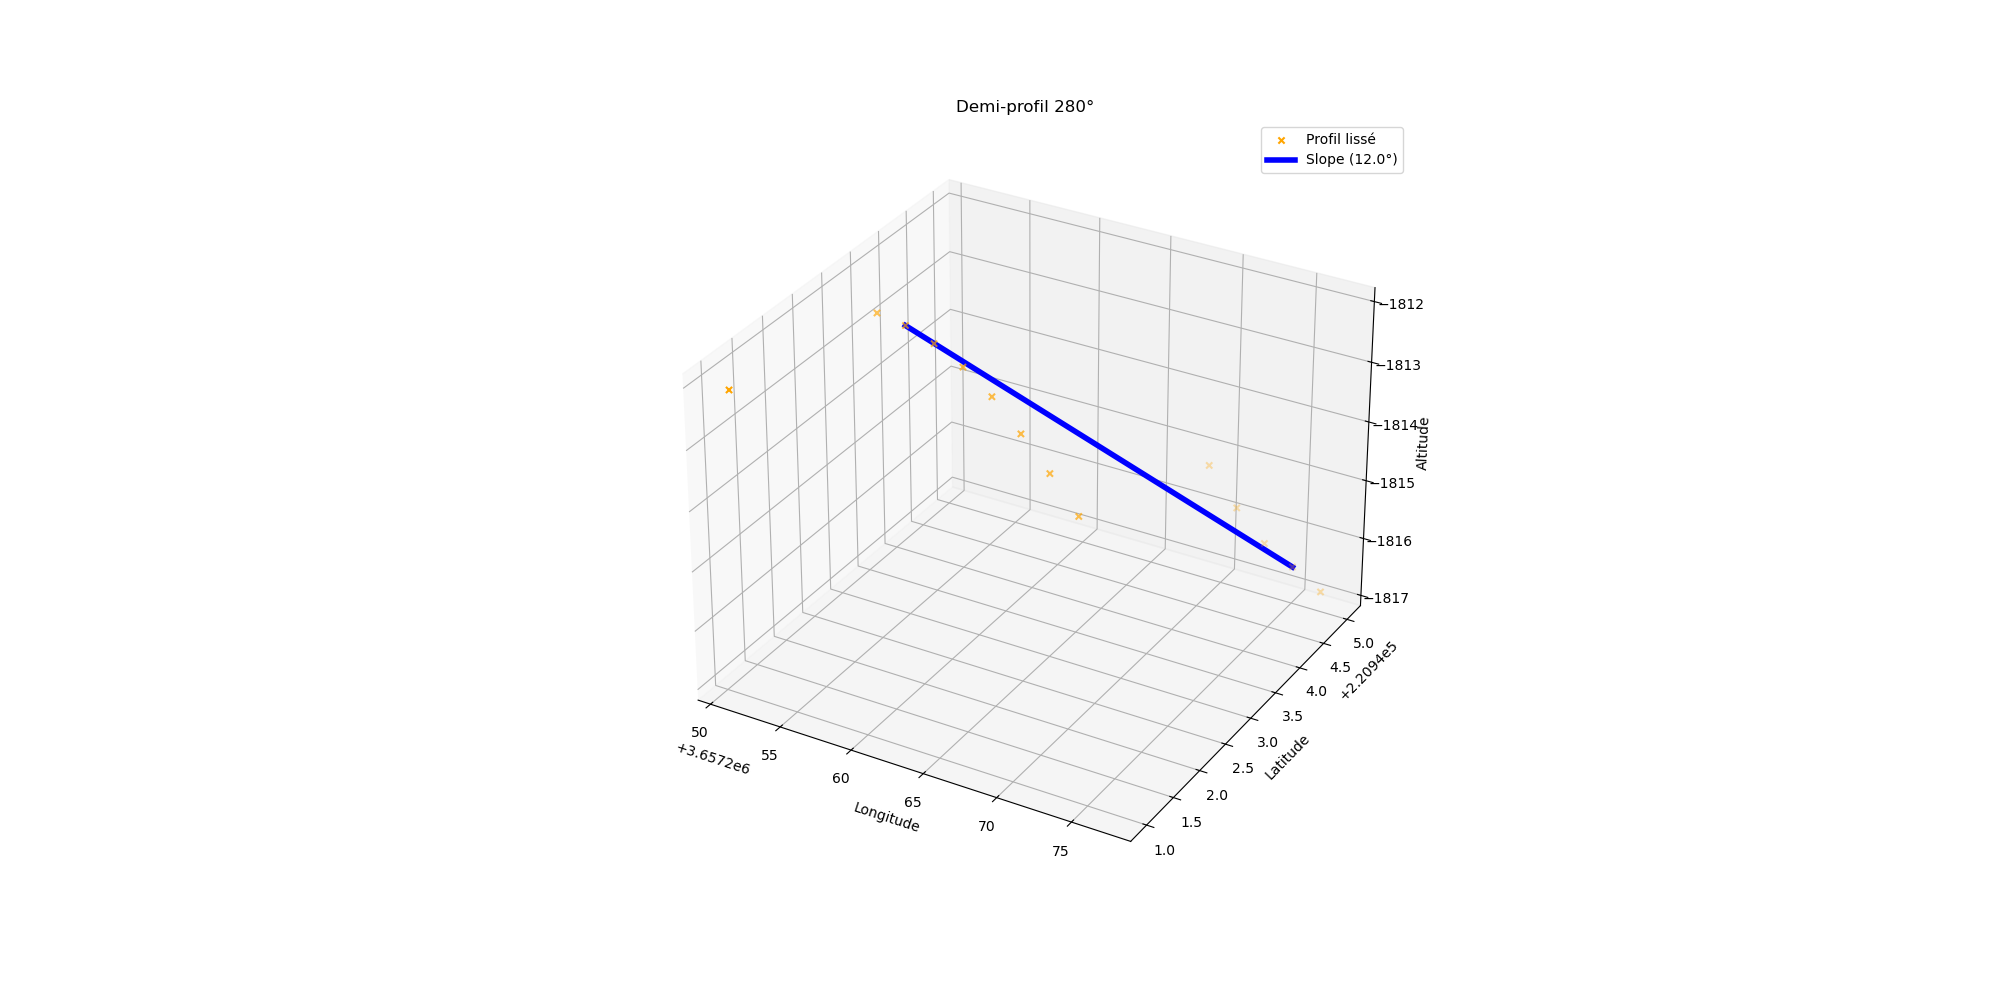 Demi-profil 280°
Profil lissé
Slope (12.0°)
−1812
−1813
−1814
−1815
−1816
−1817
Altitude
5.0
4.5
4.0
3.5
3.0
2.5
2.0
1.5
1.0
+2.2094e5
Latitude
50
55
60
65
70
75
+3.6572e6
Longitude